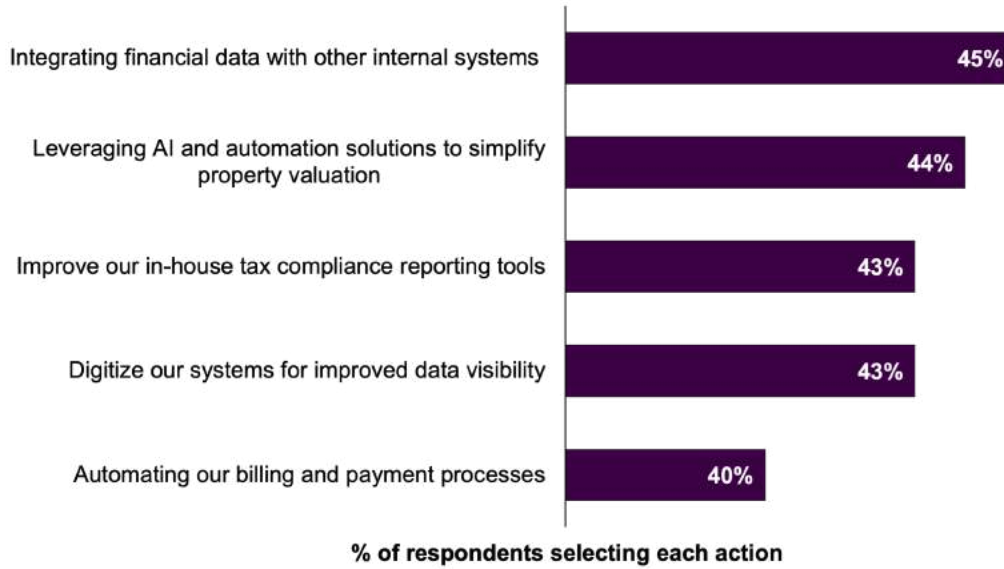 Integrating financial data with other internal systems 45%
Leveraging AI and automation solutions to simplify
property valuation 44%
Improve our in-house tax compliance reporting tools 43%
Digitize our systems for improved data visibility 43%
Automating our billing and payment processes 40%
% of respondents selecting each action